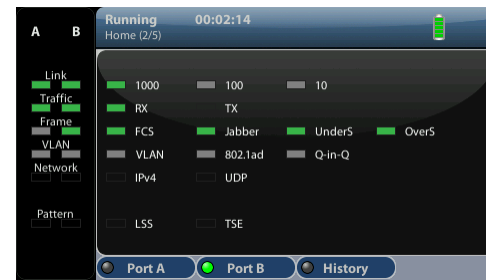 A B
Running 00:02:14
Home (2/5)
Link
Traffic
Frame
VLAN
Network
Pattern
1000 100 10
RX TX
FCS Jabber UnderS OverS
VLAN 802.1ad Q-in-Q
IPv4 UDP
LSS TSE
Port A Port B History